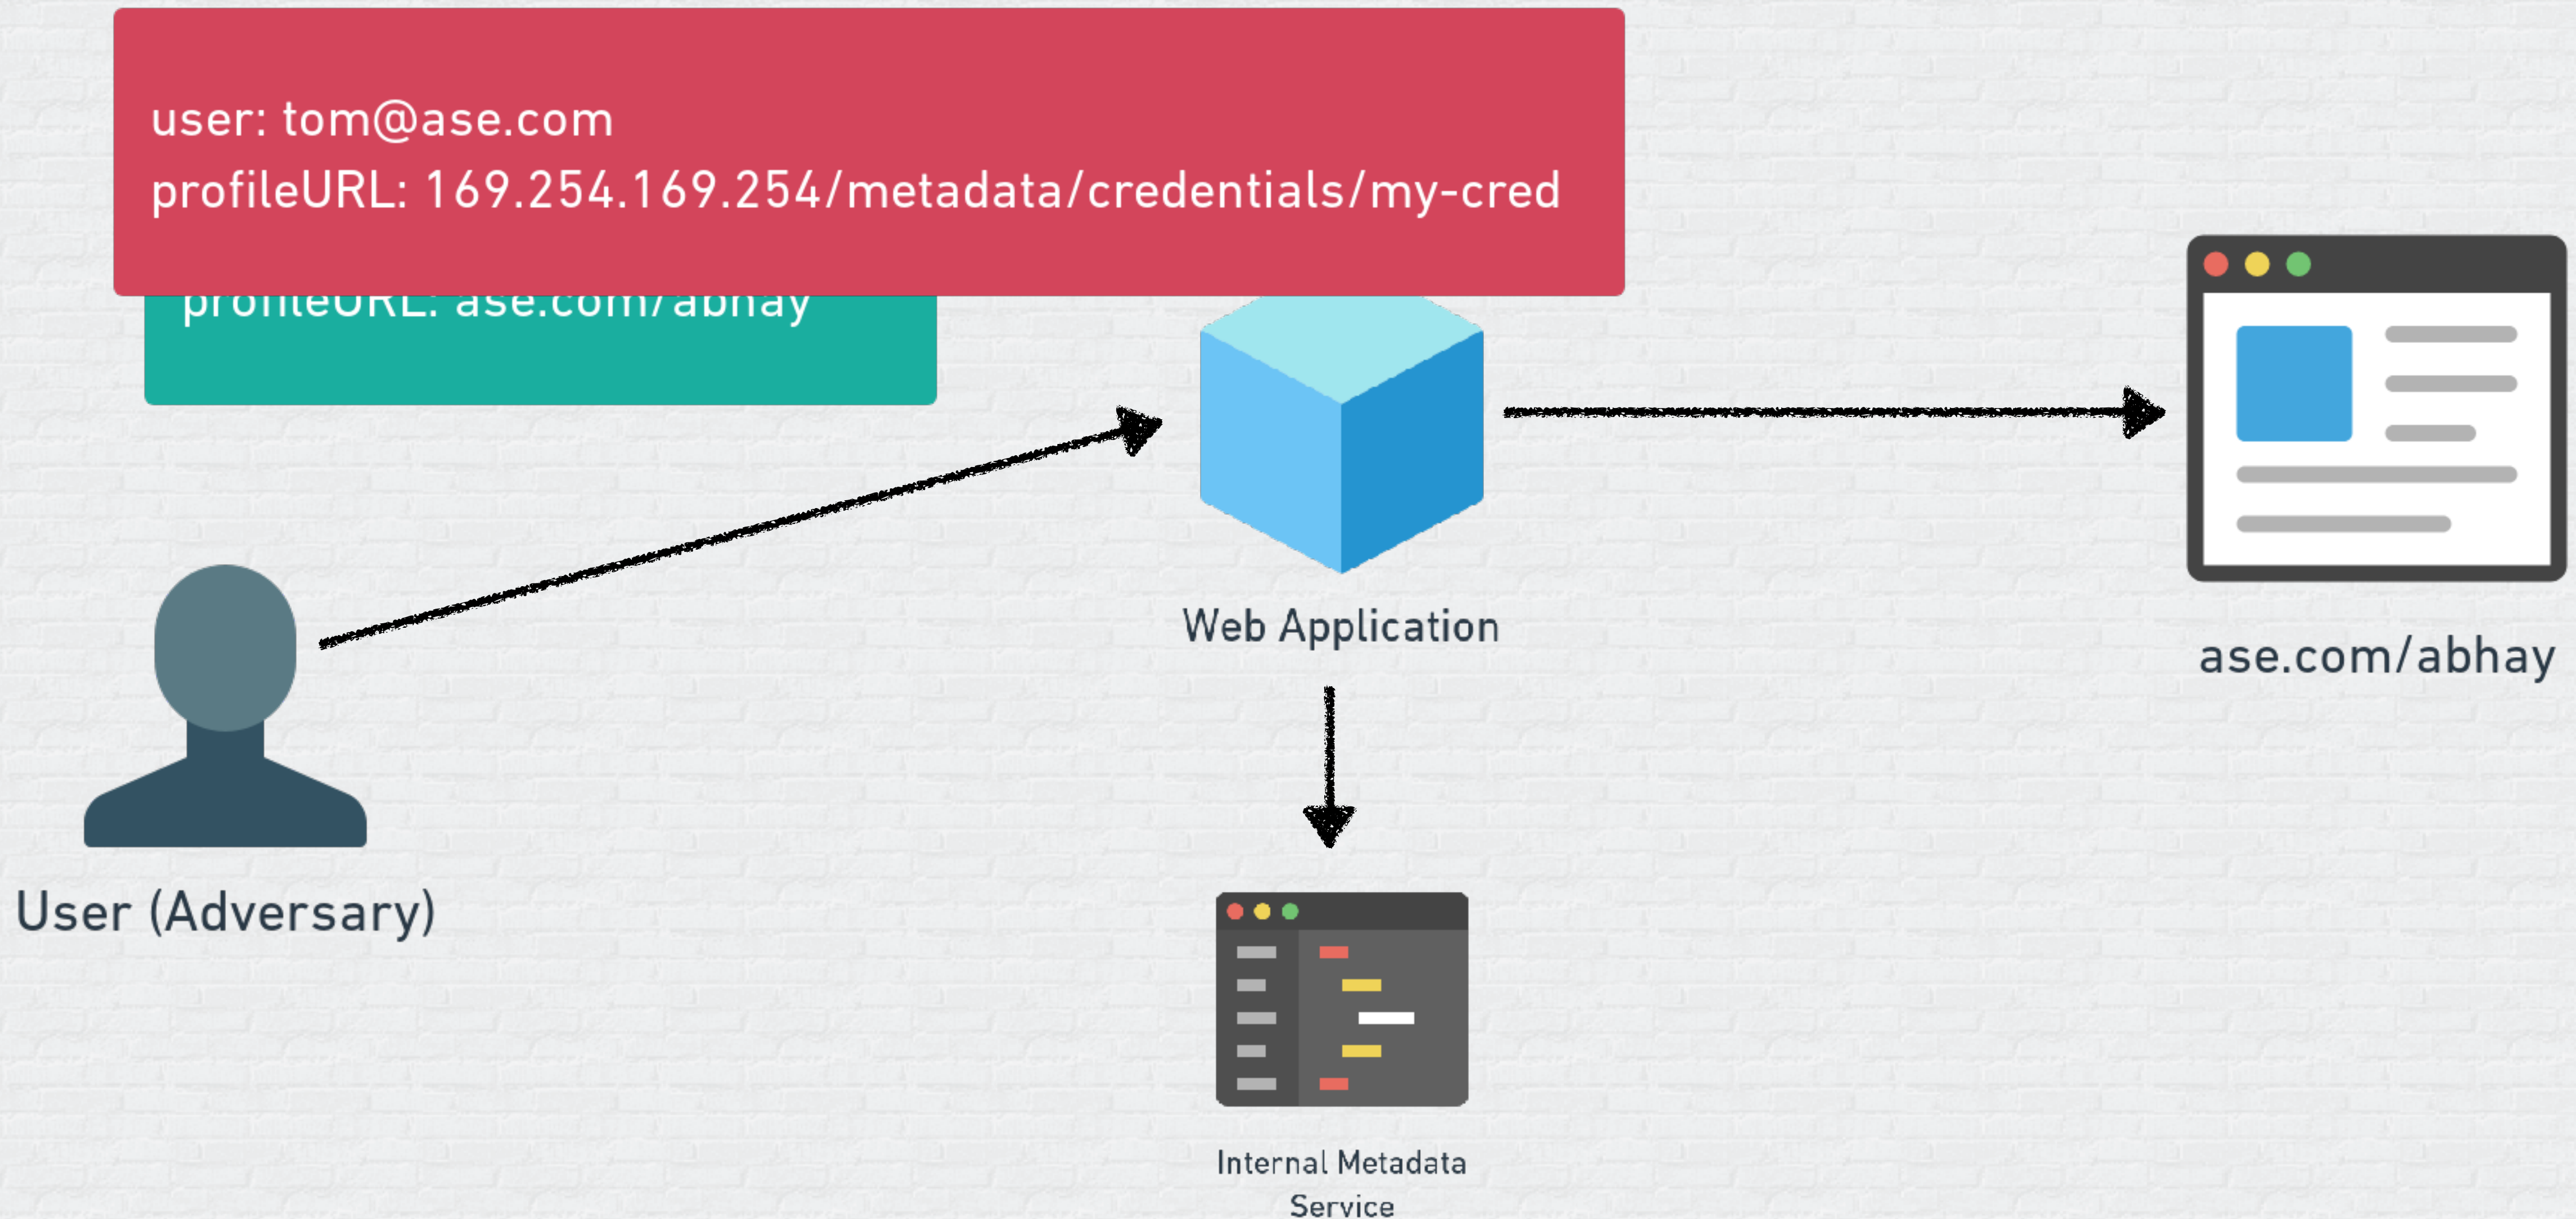 user: tom@ase.com
profileURL: 169.254.169.254/metadata/credentials/my-cred
profileURL: ase.com/abhay
Web Application
ase.com/abhay
User (Adversary)
Internal Metadata
Service